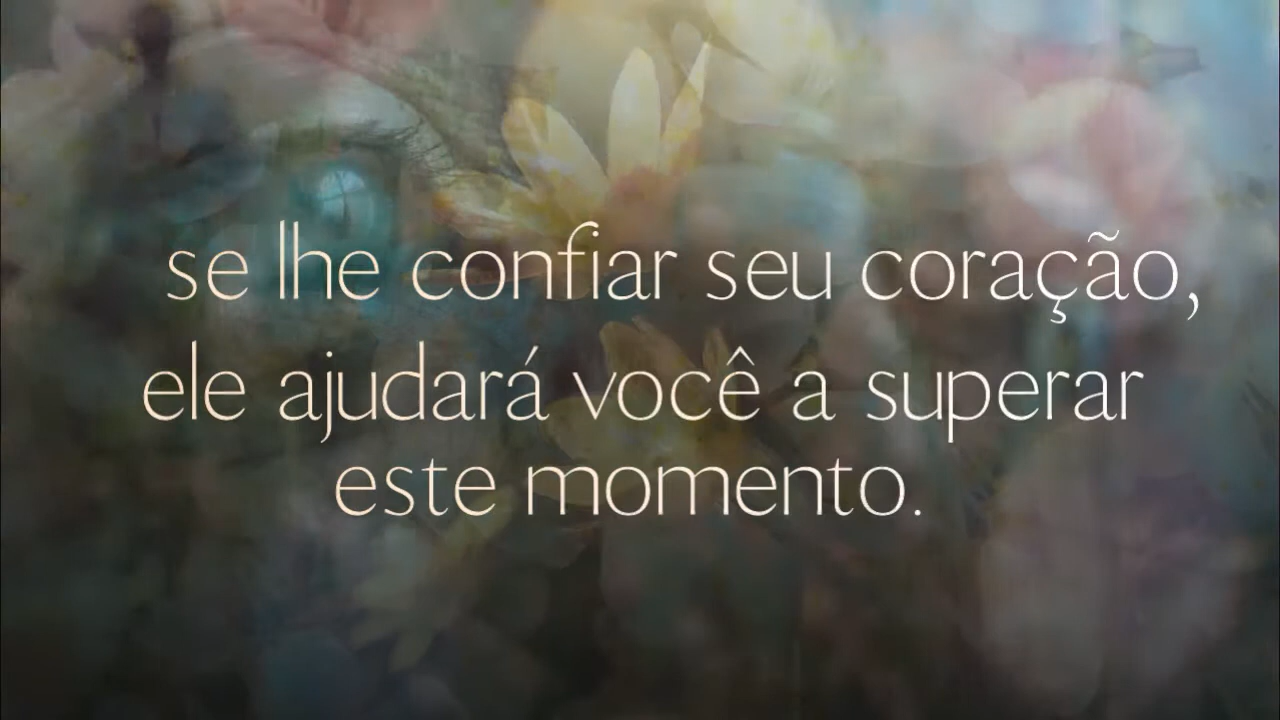 se lhe confiar seu coração,
ele ajudará você a superar
este momento.